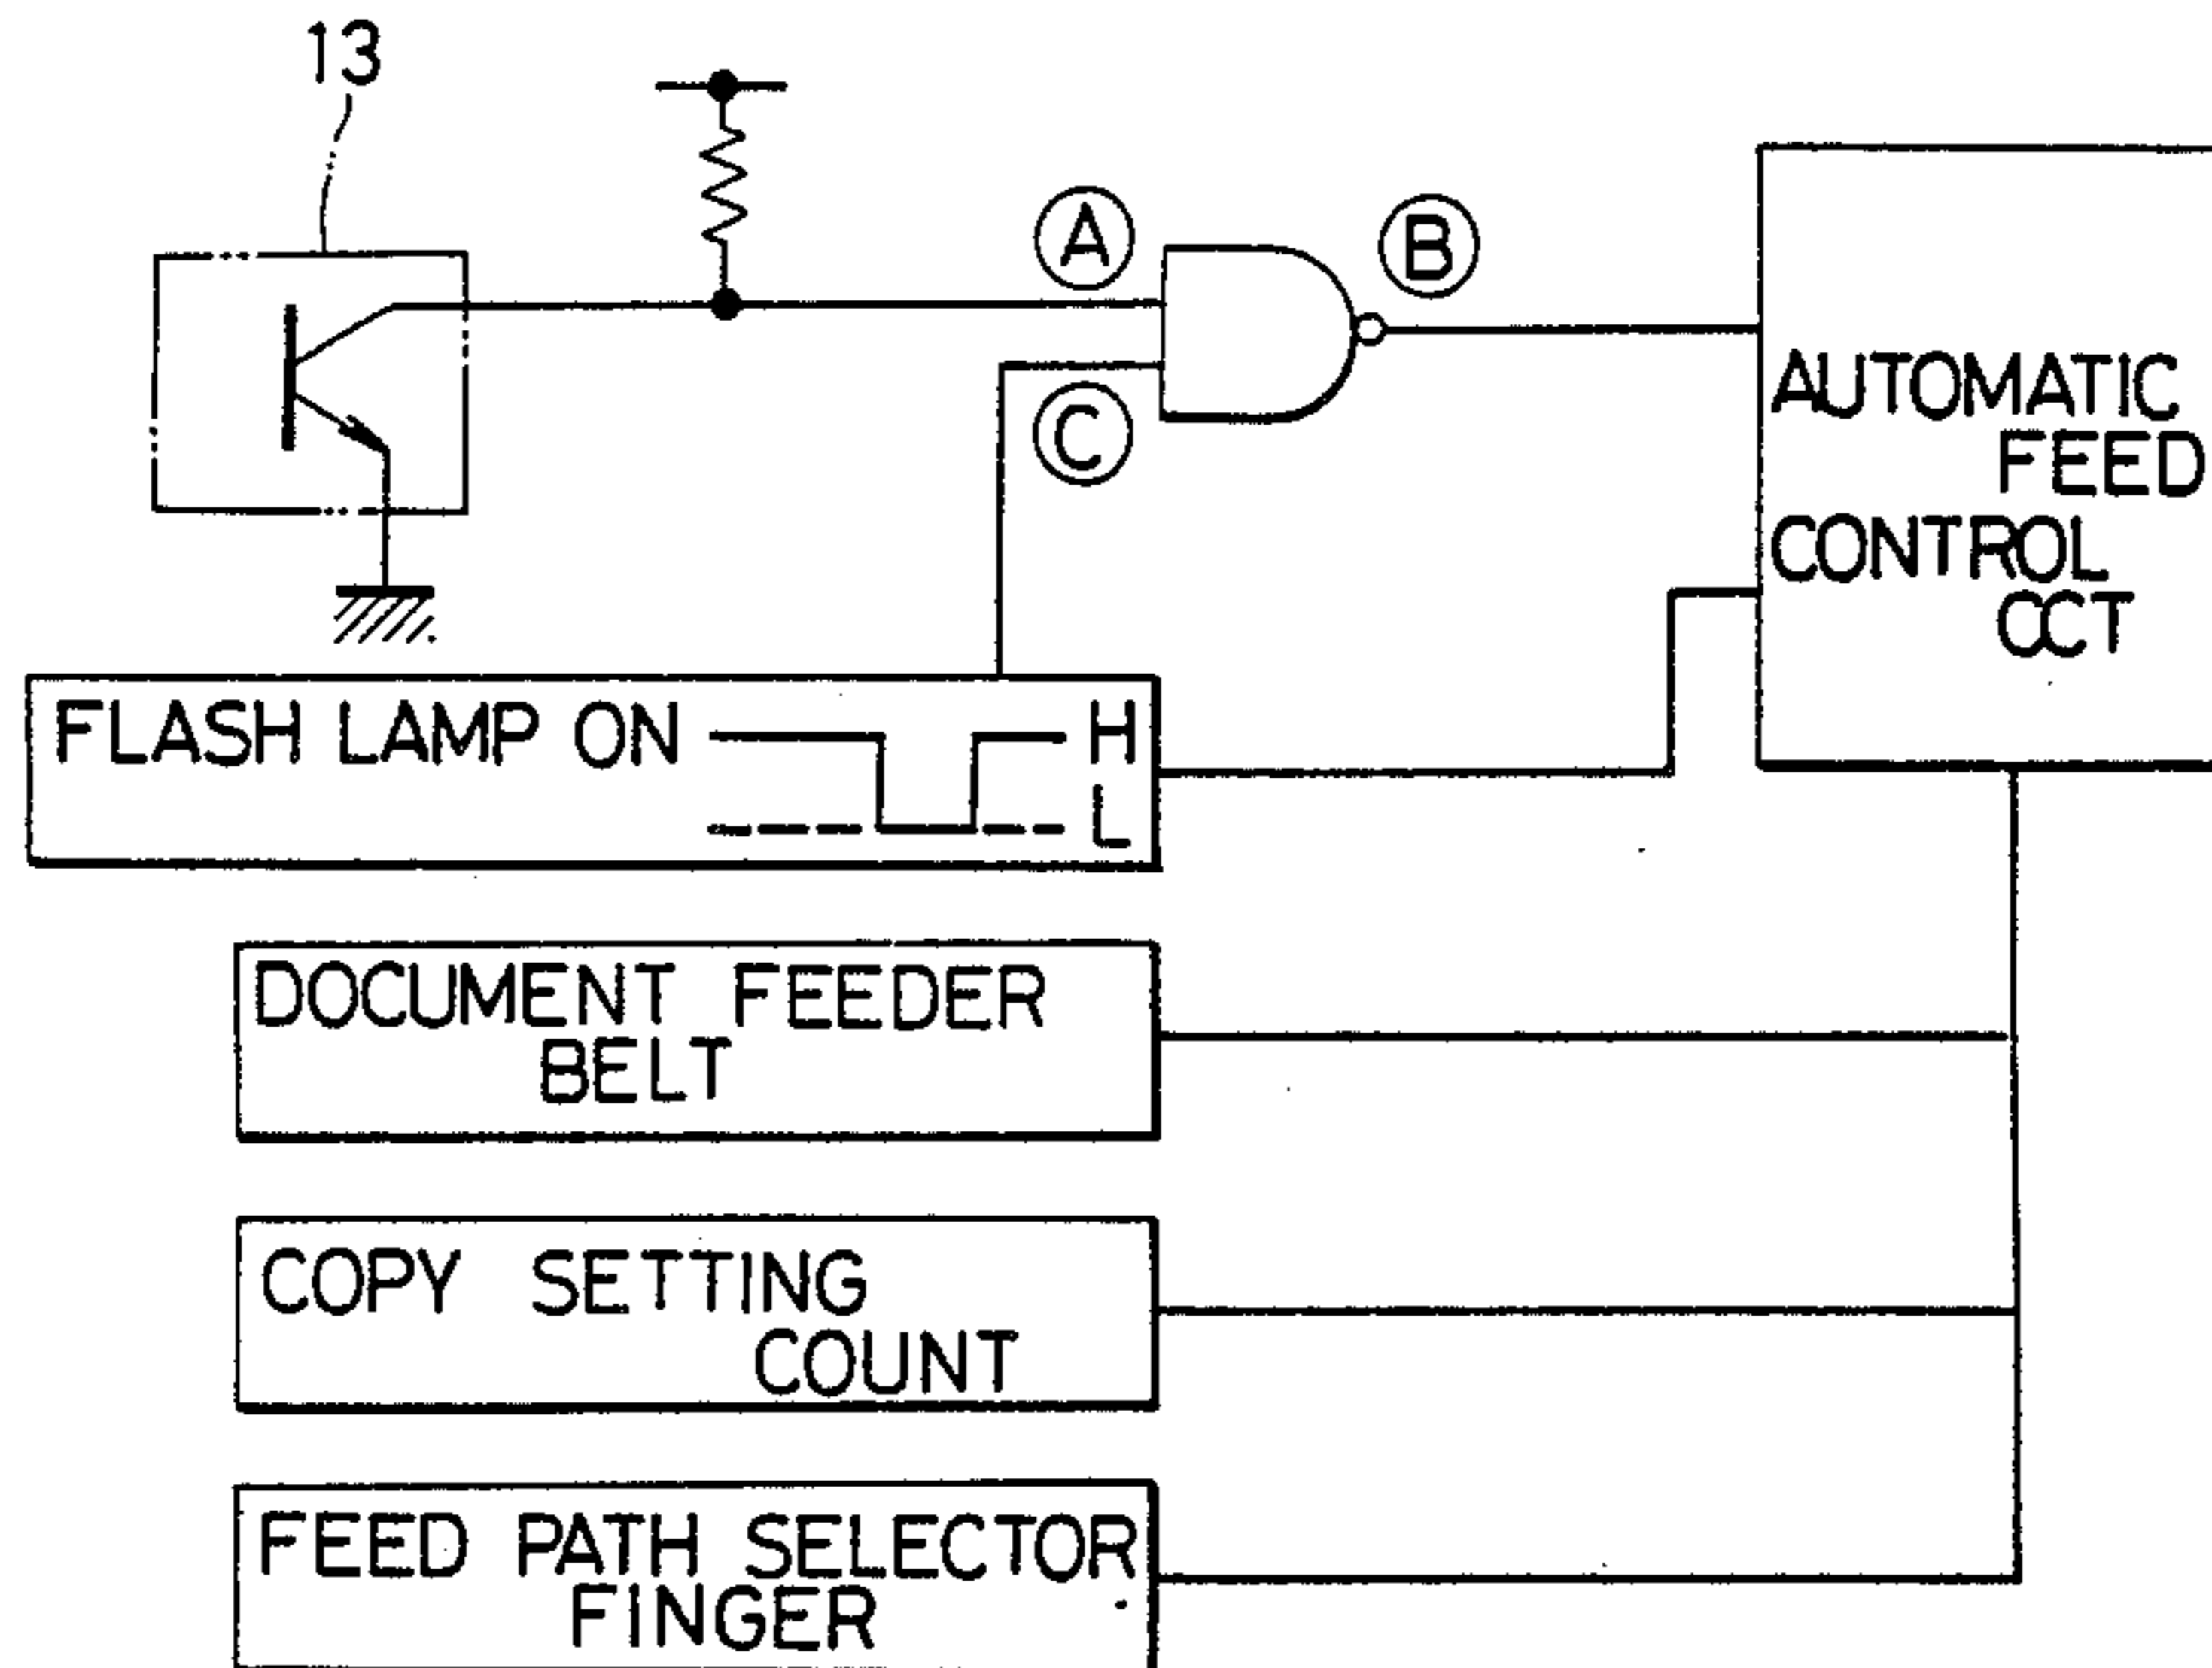 13
A
B
C
AUTOMATIC
FEED
CONTROL
CCT
FLASH LAMP ON H
L
DOCUMENT FEEDER
BELT
COPY SETTING
COUNT
FEED PATH SELECTOR
FINGER